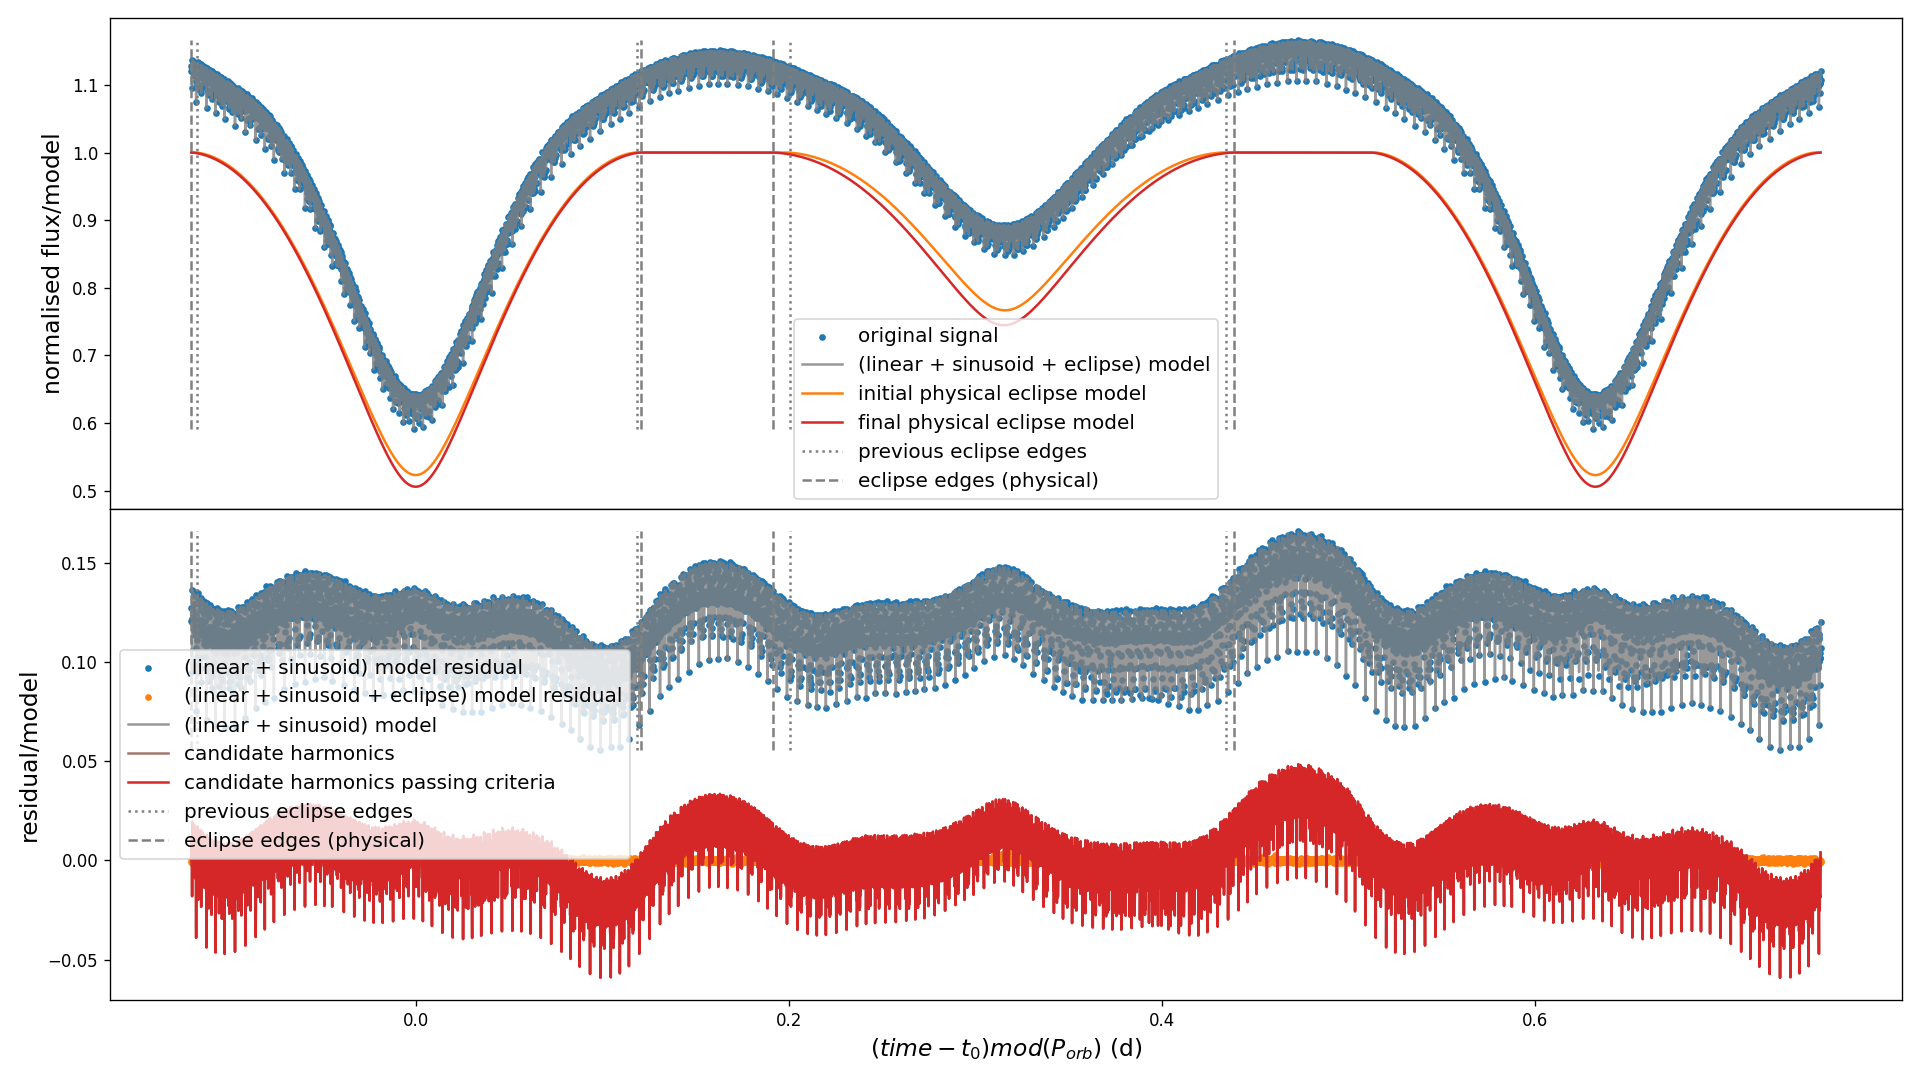 normalised flux/model
1.1
1.0
0.9
0.8
0.7
0.6
0.5
original signal
(linear + sinusoid + eclipse) model
initial physical eclipse model
final physical eclipse model
previous eclipse edges
eclipse edges (physical)
residual/model
0.15
0.10
0.05
0.00
−0.05
(linear + sinusoid) model residual
(linear + sinusoid + eclipse) model residual
(linear + sinusoid) model
candidate harmonics
candidate harmonics passing criteria
previous eclipse edges
eclipse edges (physical)
0.0 0.2 0.4 0.6
(time − t₀)mod(P_orb) (d)